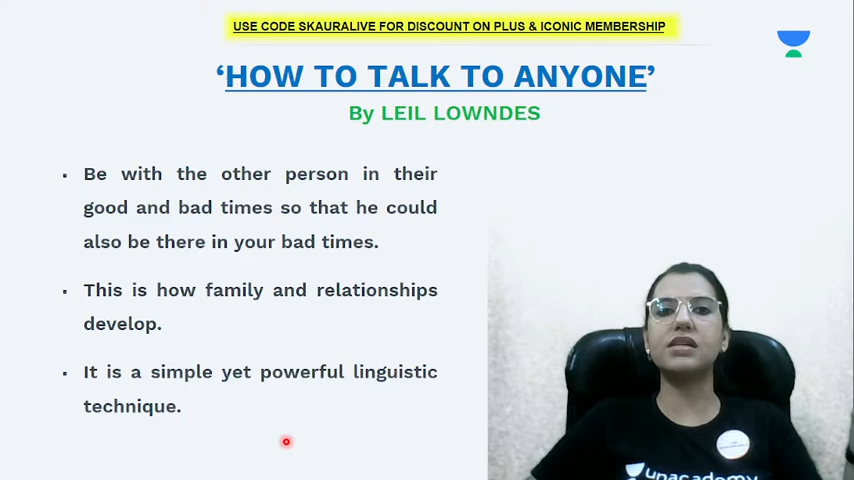 USE CODE SKAURALIVE FOR DISCOUNT ON PLUS & ICONIC MEMBERSHIP
‘HOW TO TALK TO ANYONE’
By LEIL LOWNDES
▪ Be with the other person in their
good and bad times so that he could
also be there in your bad times.
▪ This is how family and relationships
develop.
▪ It is a simple yet powerful linguistic
technique.
unacademy